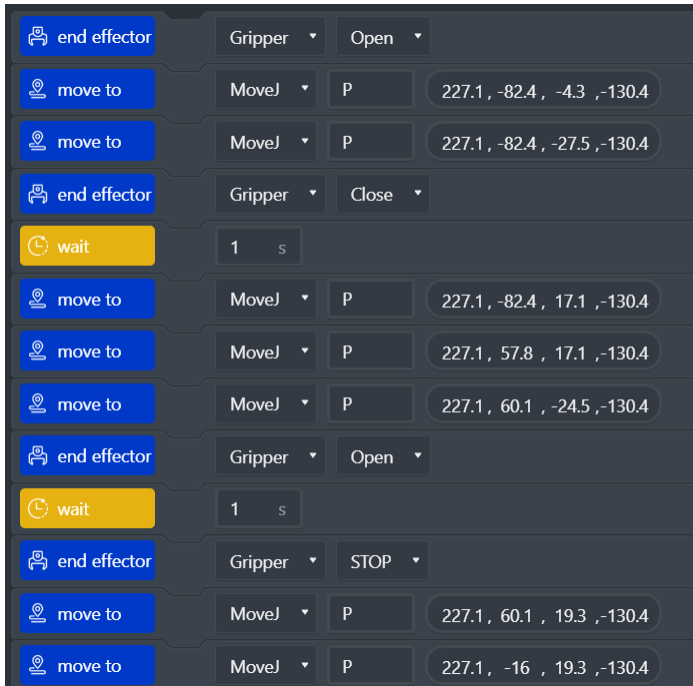 end effector Gripper Open
move to MoveJ P 227.1, -82.4, -4.3, -130.4
move to MoveJ P 227.1, -82.4, -27.5, -130.4
end effector Gripper Close
wait 1 s
move to MoveJ P 227.1, -82.4, 17.1, -130.4
move to MoveJ P 227.1, 57.8, 17.1, -130.4
move to MoveJ P 227.1, 60.1, -24.5, -130.4
end effector Gripper Open
wait 1 s
end effector Gripper STOP
move to MoveJ P 227.1, 60.1, 19.3, -130.4
move to MoveJ P 227.1, -16, 19.3, -130.4